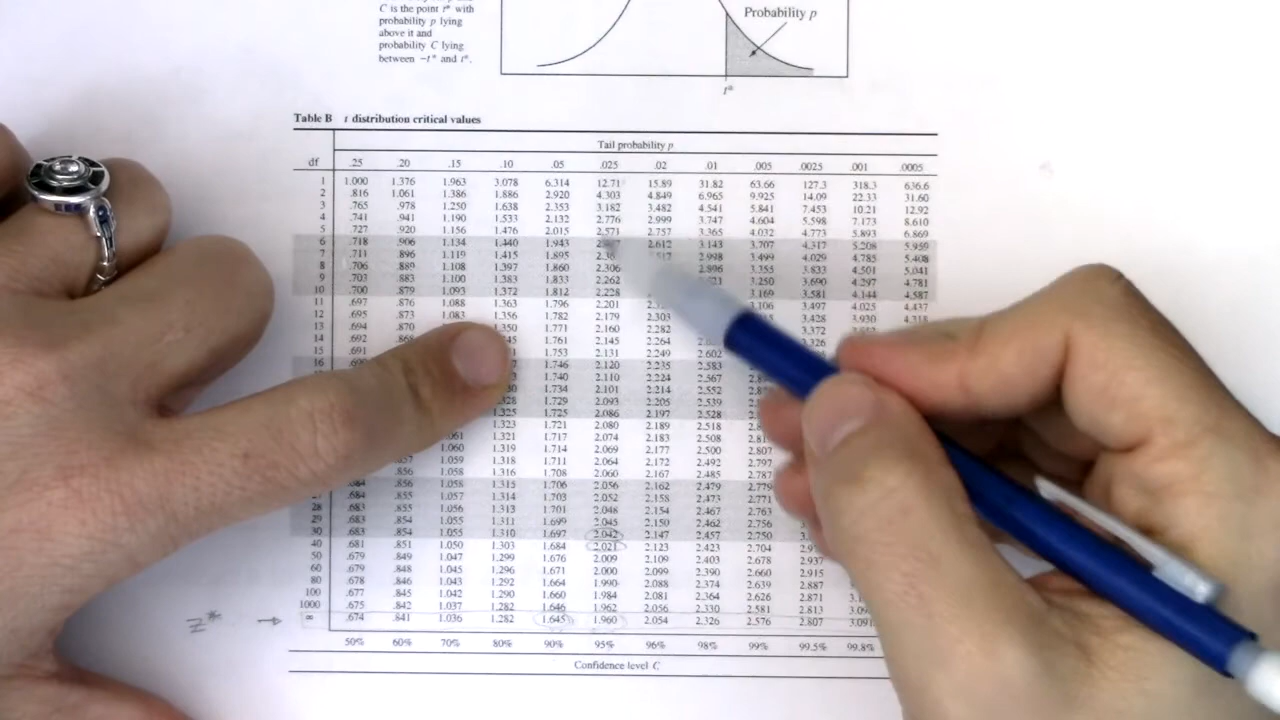 C is the point t* with
probability p lying
above it and
probability C lying
between −t* and t*.
Probability p
t*
Table B t distribution critical values
Tail probability p
df .25 .20 .15 .10 .05 .025 .02 .01 .005 .0025 .001 .0005
1 1.000 1.376 1.963 3.078 6.314 12.71 15.89 31.82 63.66 127.3 318.3 636.6
2 .816 1.061 1.386 1.886 2.920 4.303 4.849 6.965 9.925 14.09 22.33 31.60
3 .765 .978 1.250 1.638 2.353 3.182 3.482 4.541 5.841 7.453 10.21 12.92
4 .741 .941 1.190 1.533 2.132 2.776 2.999 3.747 4.604 5.598 7.173 8.610
5 .727 .920 1.156 1.476 2.015 2.571 2.757 3.365 4.032 4.773 5.893 6.869
6 .718 .906 1.134 1.440 1.943 2.612 3.143 3.707 4.317 5.208 5.959
7 .711 .896 1.119 1.415 1.895 2.998 3.499 4.029 4.785 5.408
8 .706 .889 1.108 1.397 1.860 2.306 2.896 3.355 3.833 4.501 5.041
9 .703 .883 1.100 1.383 1.833 2.262 3.250 3.690 4.297 4.781
10 .700 .879 1.093 1.372 1.812 2.228 3.169 3.581 4.144 4.587
11 .697 .876 1.088 1.363 1.796 2.201 3.106 3.497 4.025 4.437
12 .695 .873 1.083 1.356 1.782 2.179 2.303 3.428 3.930 4.318
13 .694 .870 1.350 1.771 2.160 2.282 3.372
14 .692 1.761 2.145 2.264 3.326
15 .691 1.753 2.131 2.249 2.602
16 1.746 2.120 2.235 2.583
1.740 2.110 2.224 2.567
1.734 2.101 2.214 2.552
1.729 2.093 2.205 2.539
1.325 1.725 2.086 2.197 2.528
1.323 1.721 2.080 2.189 2.518
1.321 1.717 2.074 2.183 2.508
1.060 1.319 1.714 2.069 2.177 2.500 2.807
1.059 1.318 1.711 2.064 2.172 2.492 2.797
.856 1.058 1.316 1.708 2.060 2.167 2.485 2.787
.856 1.058 1.315 1.706 2.056 2.162 2.479 2.779
.684 .855 1.057 1.314 1.703 2.052 2.158 2.473 2.771
28 .683 .855 1.056 1.313 1.701 2.048 2.154 2.467 2.763
29 .683 .854 1.055 1.311 1.699 2.045 2.150 2.462 2.756
30 .683 .854 1.055 1.310 1.697 2.042 2.147 2.457 2.750
40 .681 .851 1.050 1.303 1.684 2.021 2.123 2.423 2.704
50 .679 .849 1.047 1.299 1.676 2.009 2.109 2.403 2.678 2.937
60 .679 .848 1.045 1.296 1.671 2.000 2.099 2.390 2.660 2.915
80 .678 .846 1.043 1.292 1.664 1.990 2.088 2.374 2.639 2.887
100 .677 .845 1.042 1.290 1.660 1.984 2.081 2.364 2.626 2.871
1000 .675 .842 1.037 1.282 1.646 1.962 2.056 2.330 2.581 2.813
z* → ∞ .674 .841 1.036 1.282 1.645 1.960 2.054 2.326 2.576 2.807 3.091
50% 60% 70% 80% 90% 95% 96% 98% 99% 99.5% 99.8%
Confidence level C